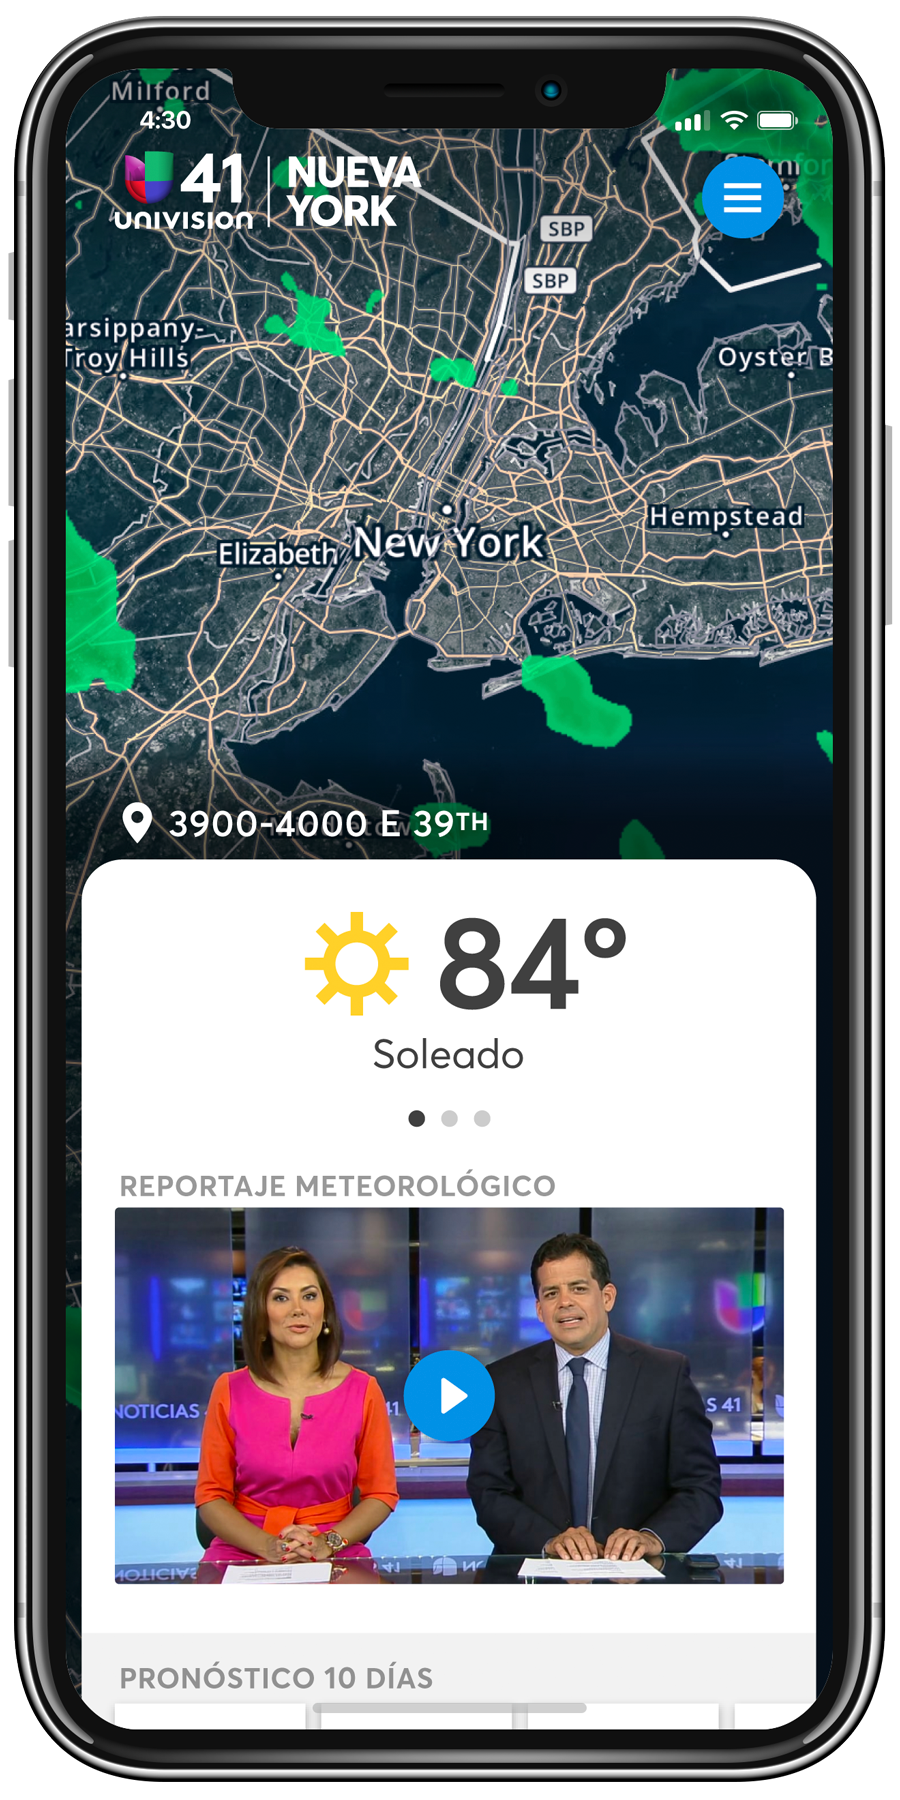 Milford
4:30
41
UNIVISION
NUEVA
YORK
SBP
SBP
arsippany-
Troy Hills
Oyster B
Hempstead
Elizabeth
New York
3900-4000 E 39TH
84°
Soleado
REPORTAJE METEOROLÓGICO
NOTICIAS
41
S 41
41
PRONÓSTICO 10 DÍAS